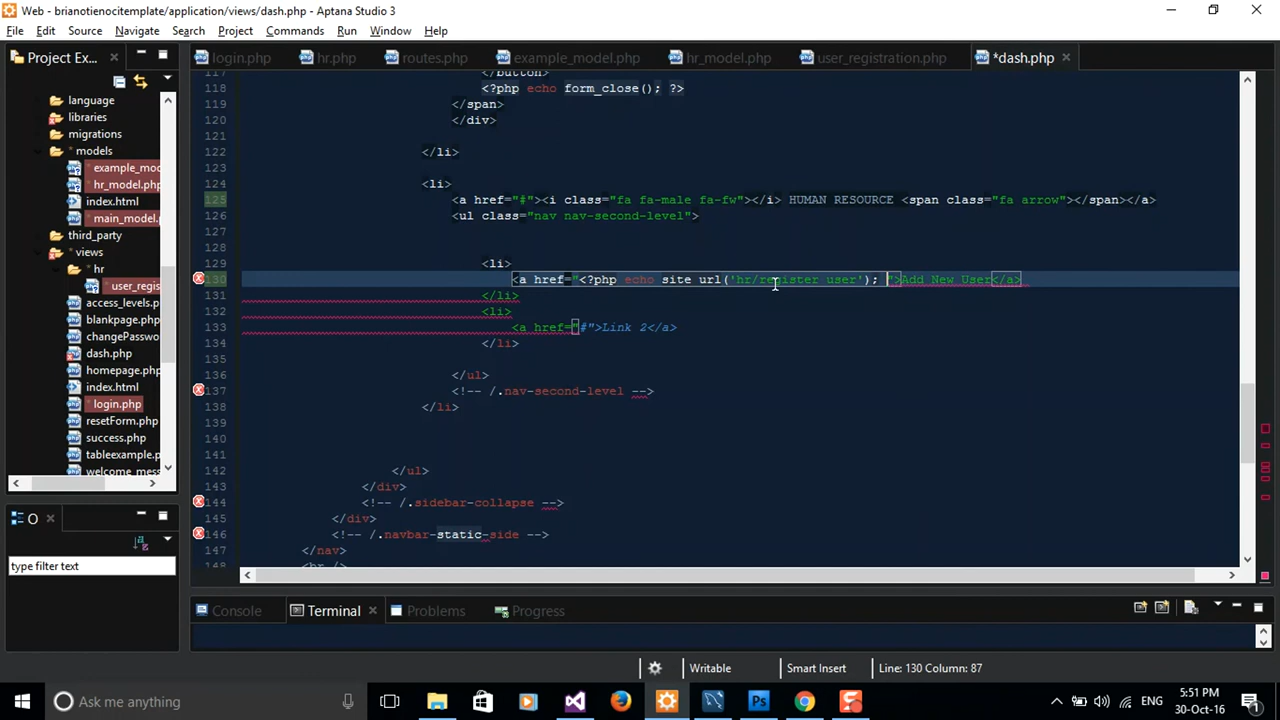 Web - brianotienocitemplate/application/views/dash.php - Aptana Studio 3
File Edit Source Navigate Search Project Commands Run Window Help
Project Ex...
login.php hr.php routes.php example_model.php hr_model.php user_registration.php *dash.php
language
libraries
migrations
models
example_mod
hr_model.php
index.html
main_model.p
third_party
views
hr
user_regis
access_levels.p
blankpage.php
changePasswo
dash.php
homepage.php
index.html
login.php
resetForm.php
success.php
tableexample.p
welcome_mess
117 </button>
118 <?php echo form_close(); ?>
119 </span>
120 </div>
121
122 </li>
123
124 <li>
125 <a href="#"><i class="fa fa-male fa-fw"></i> HUMAN RESOURCE <span class="fa arrow"></span></a>
126 <ul class="nav nav-second-level">
127
128
129 <li>
130 <a href="<?php echo site_url('hr/register_user'); ">Add New User</a>
131 </li>
132 <li>
133 <a href="#">Link 2</a>
134 </li>
135
136 </ul>
137 <!-- /.nav-second-level -->
138 </li>
139
140
141
142 </ul>
143 </div>
144 <!-- /.sidebar-collapse -->
145 </div>
146 <!-- /.navbar-static-side -->
147 </nav>
148 <br />
O
type filter text
Console Terminal Problems Progress
Writable Smart Insert Line: 130 Column: 87
Ask me anything
ENG
5:51 PM
30-Oct-16